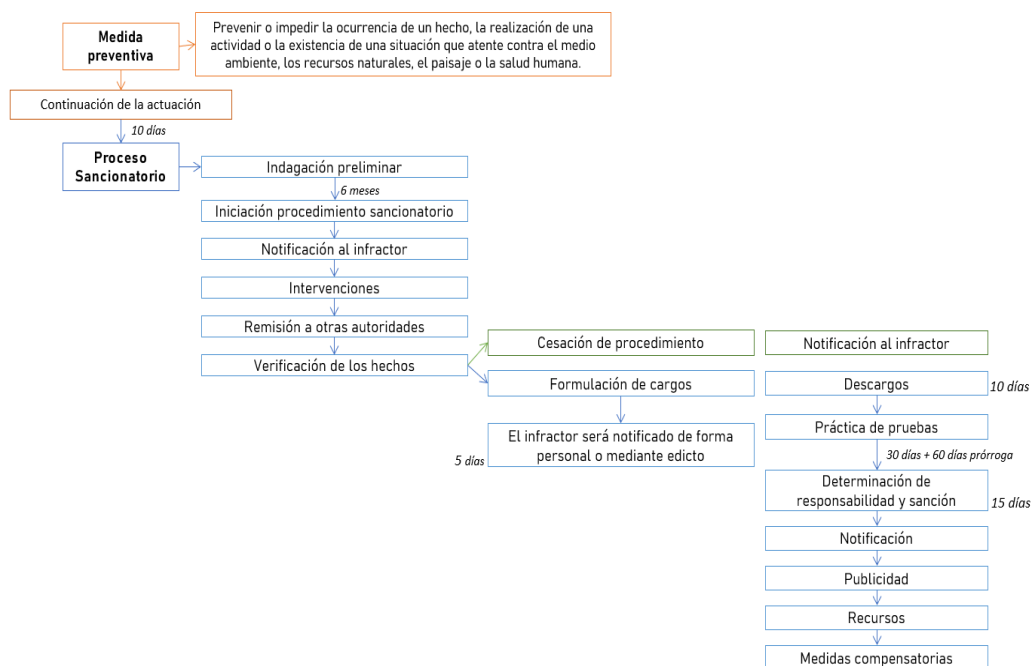 Medida
preventiva
Prevenir o impedir la ocurrencia de un hecho, la realización de una
actividad o la existencia de una situación que atente contra el medio
ambiente, los recursos naturales, el paisaje o la salud humana.
Continuación de la actuación
10 días
Proceso
Sancionatorio
Indagación preliminar
6 meses
Iniciación procedimiento sancionatorio
Notificación al infractor
Intervenciones
Remisión a otras autoridades
Verificación de los hechos
Cesación de procedimiento
Notificación al infractor
Formulación de cargos
El infractor será notificado de forma
personal o mediante edicto
5 días
Descargos
10 días
Práctica de pruebas
30 días + 60 días prórroga
Determinación de
responsabilidad y sanción
15 días
Notificación
Publicidad
Recursos
Medidas compensatorias